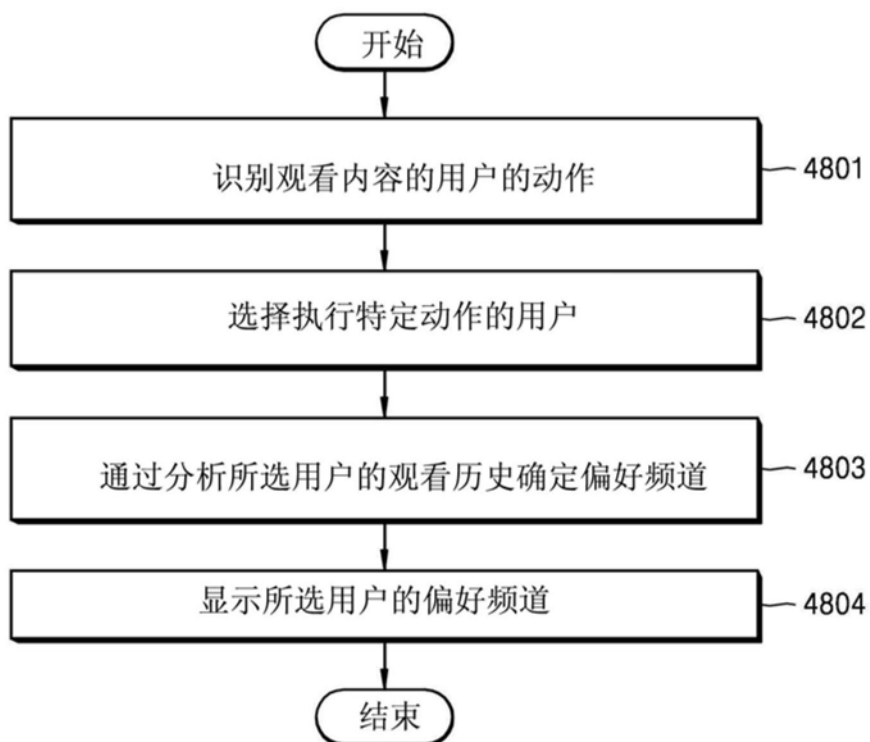 开始
识别观看内容的用户的动作
4801
选择执行特定动作的用户
4802
通过分析所选用户的观看历史确定偏好频道
4803
显示所选用户的偏好频道
4804
结束